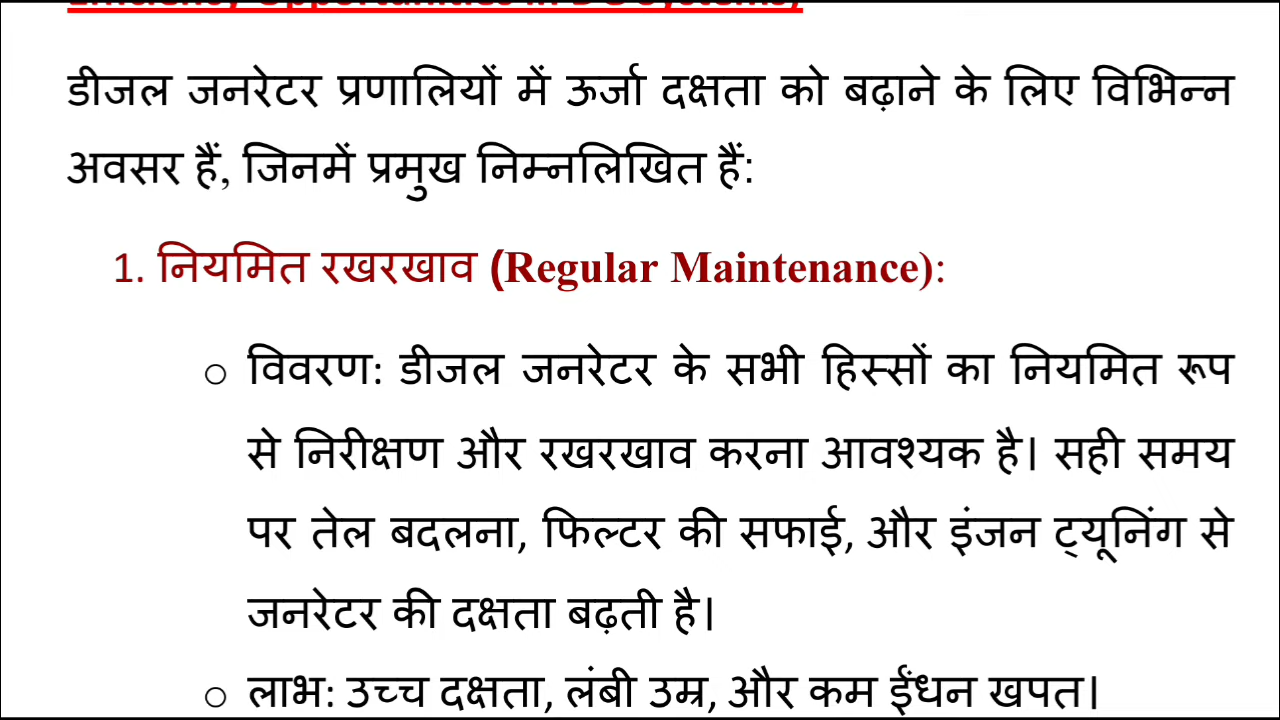 डीजल जनरेटर प्रणालियों में ऊर्जा दक्षता को बढ़ाने के लिए विभिन्न
अवसर हैं, जिनमें प्रमुख निम्नलिखित हैं:
1. नियमित रखरखाव (Regular Maintenance):
○ विवरण: डीजल जनरेटर के सभी हिस्सों का नियमित रूप
से निरीक्षण और रखरखाव करना आवश्यक है। सही समय
पर तेल बदलना, फिल्टर की सफाई, और इंजन ट्यूनिंग से
जनरेटर की दक्षता बढ़ती है।
○ लाभ: उच्च दक्षता, लंबी उम्र, और कम ईंधन खपत।